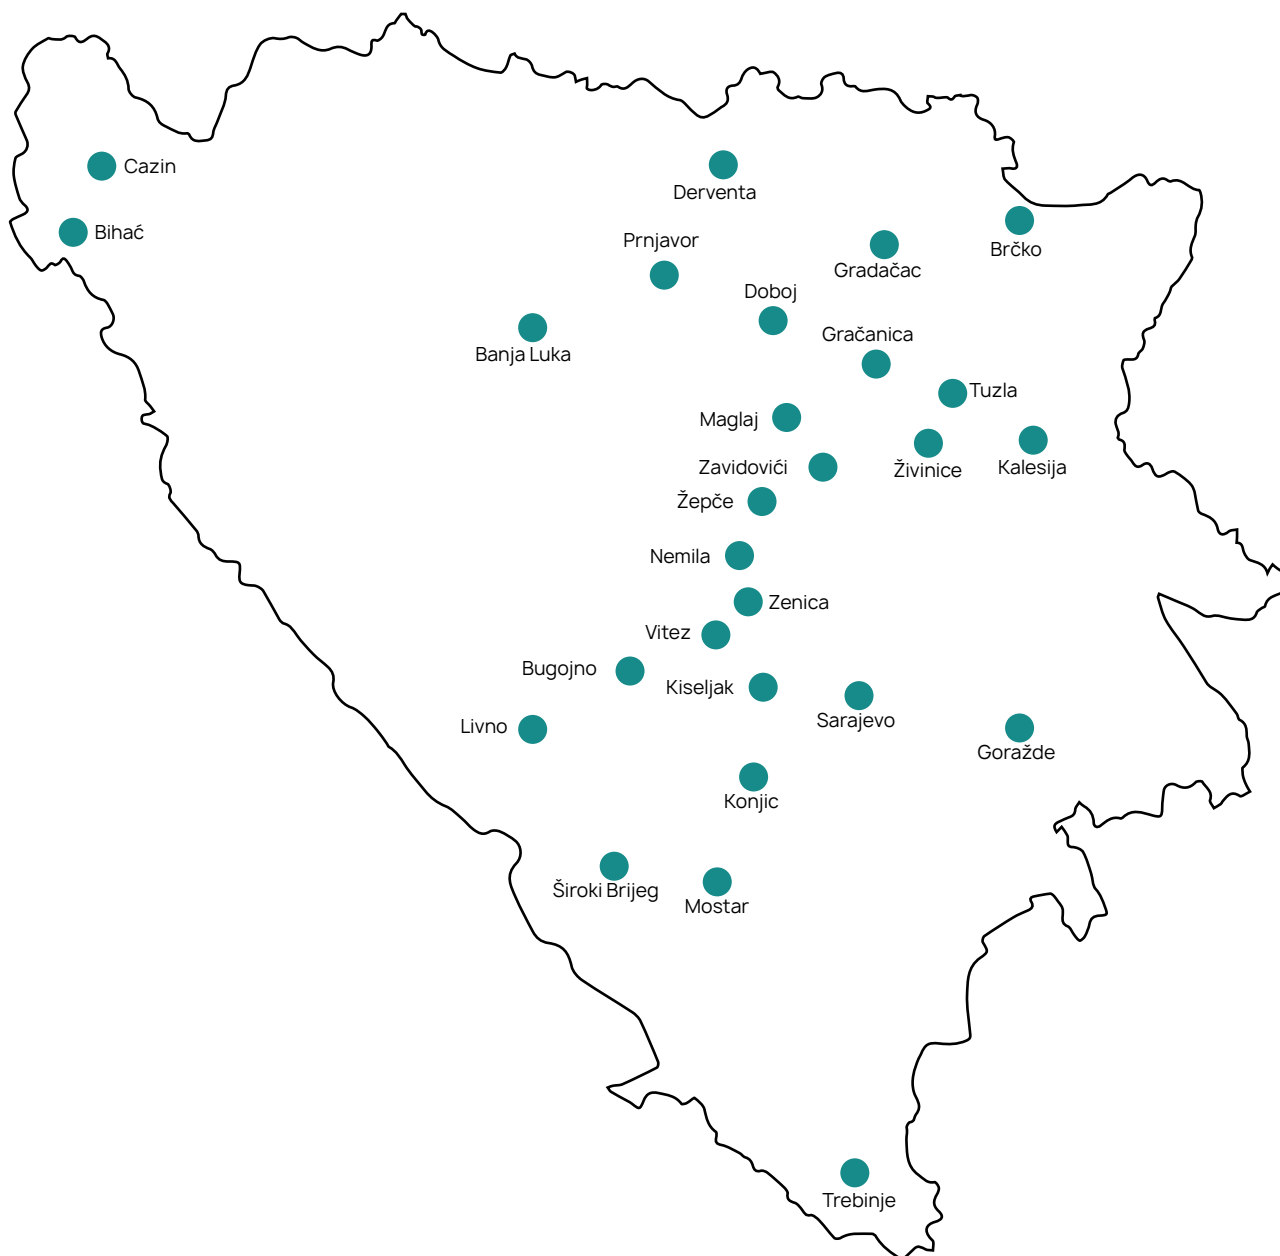 Cazin
Derventa
Bihać
Prnjavor
Brčko
Gradačac
Doboj
Gračanica
Banja Luka
Tuzla
Maglaj
Zavidovići
Živinice
Kalesija
Žepče
Nemila
Zenica
Vitez
Bugojno
Kiseljak
Sarajevo
Livno
Goražde
Konjic
Široki Brijeg
Mostar
Trebinje